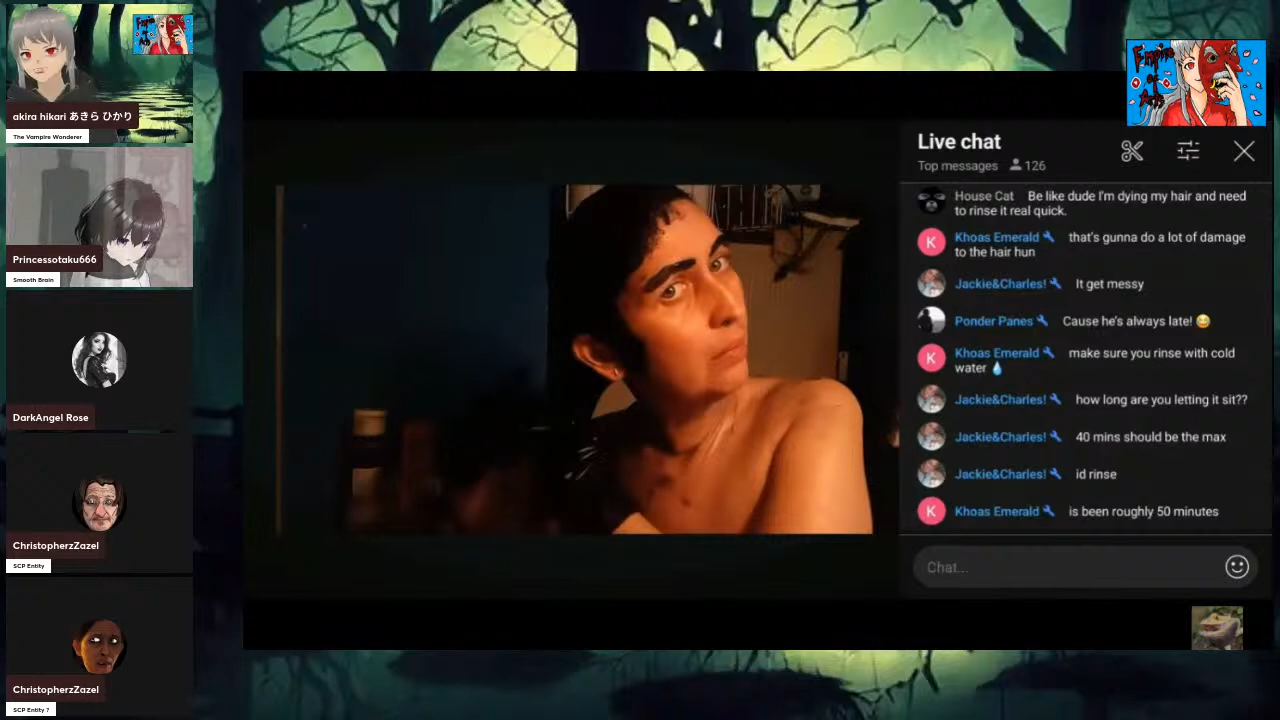 akira hikari あきら ひかり
The Vampire Wonderer
Princessotaku666
Smooth Brain
DarkAngel Rose
ChristopherzZazel
SCP Entity
ChristopherzZazel
SCP Entity ?
Empire
of
Arts
Live chat
Top messages 126
House Cat Be like dude I'm dying my hair and need
to rinse it real quick.
K
Khoas Emerald that's gunna do a lot of damage
to the hair hun
Jackie&Charles! It get messy
Ponder Panes Cause he's always late! 😂
K
Khoas Emerald make sure you rinse with cold
water 💧
Jackie&Charles! how long are you letting it sit??
Jackie&Charles! 40 mins should be the max
Jackie&Charles! id rinse
K
Khoas Emerald is been roughly 50 minutes
Chat...